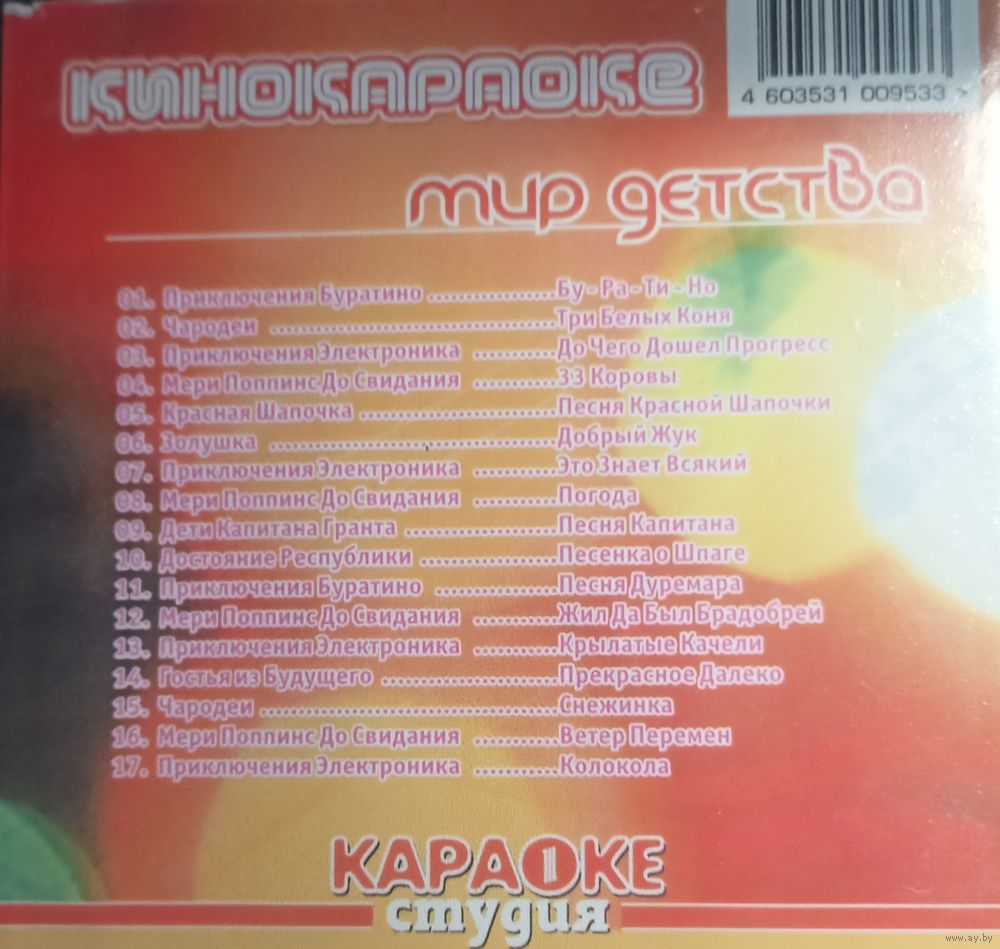 кинокараоке
4 603531 009533 >
мир детства
01. Приключения Буратино ................Бу - Ра - Ти - Но
02. Чародеи ....................................Три Белых Коня
03. Приключения Электроника ..........До Чего Дошел Прогресс
04. Мери Поппинс До Свидания ..........33 Коровы
05. Красная Шапочка .........................Песня Красной Шапочки
06. Золушка ....................................Добрый Жук
07. Приключения Электроника ..........Это Знает Всякий
08. Мери Поппинс До Свидания ..........Погода
09. Дети Капитана Гранта ...................Песня Капитана
10. Достояние Республики .................Песенка о Шпаге
11. Приключения Буратино ...............Песня Дуремара
12. Мери Поппинс До Свидания ..........Жил Да Был Брадобрей
13. Приключения Электроника ..........Крылатые Качели
14. Гостья из Будущего ......................Прекрасное Далеко
15. Чародеи .....................................Снежинка
16. Мери Поппинс До Свидания ..........Ветер Перемен
17. Приключения Электроника ..........Колокола
КАРАОКЕ
1
студия
www.ay.by